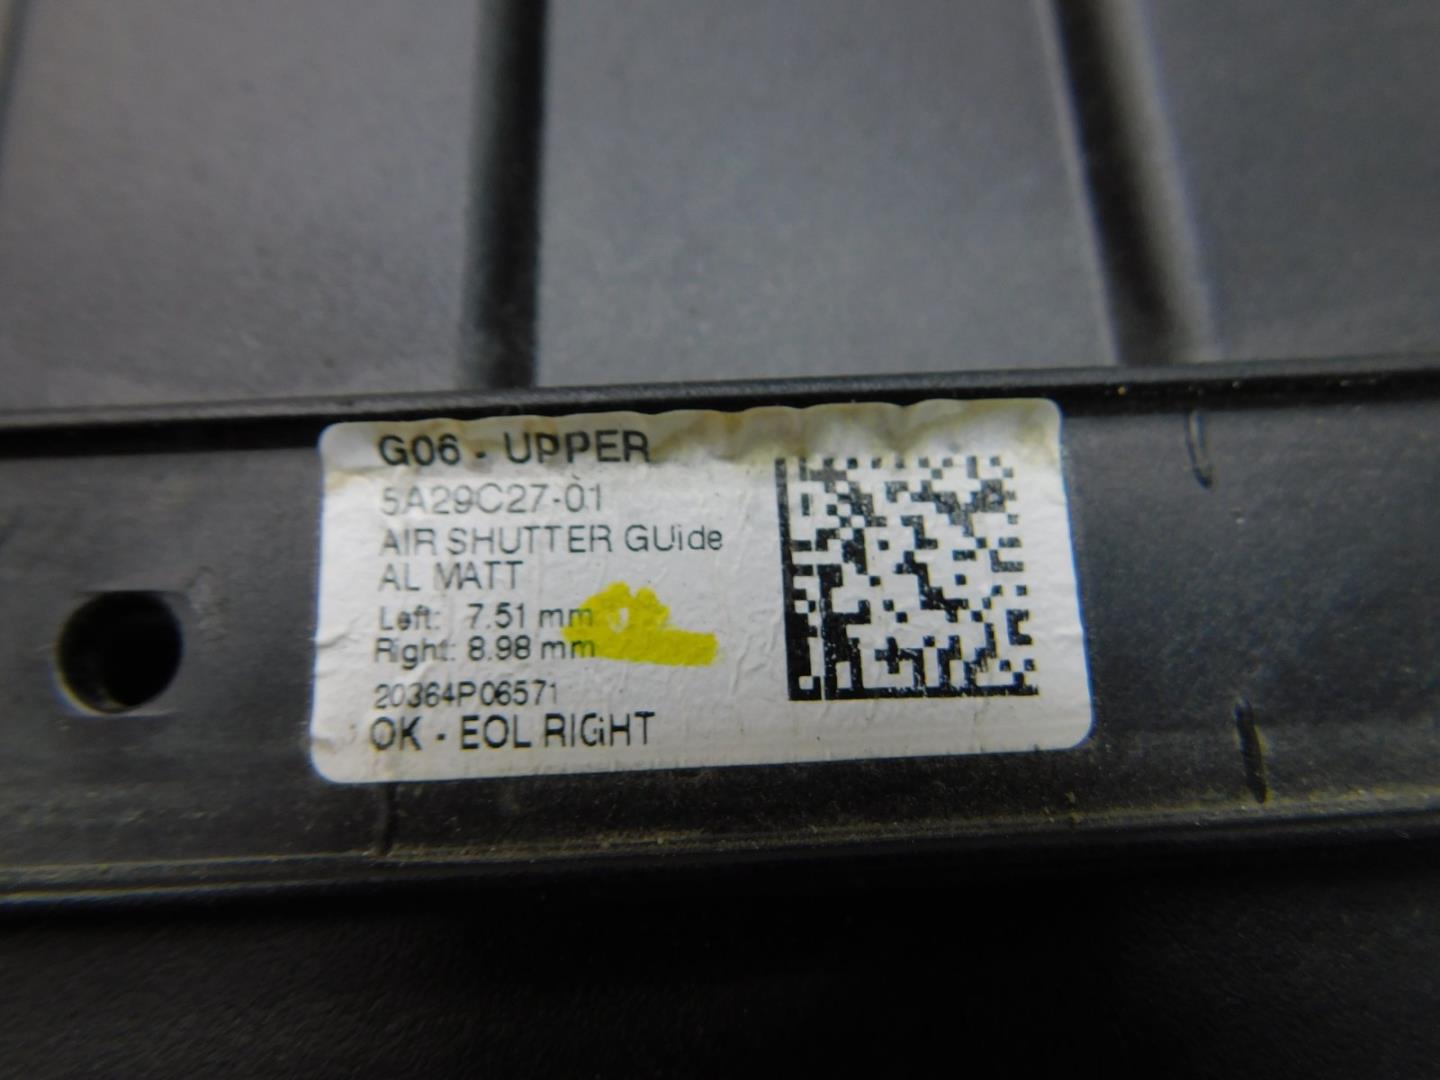 G06 - UPPER
5A29C27-01
AIR SHUTTER GUide
AL MATT
Left: 7.51 mm
Right: 8.98 mm
20364P06571
OK - EOL RIGHT